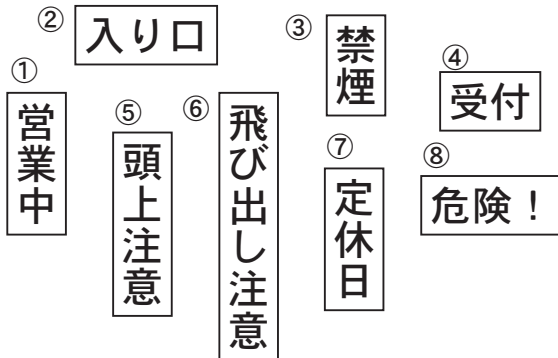 ① 営業中
② 入り口
③ 禁煙
④ 受付
⑤ 頭上注意
⑥ 飛び出し注意
⑦ 定休日
⑧ 危険！